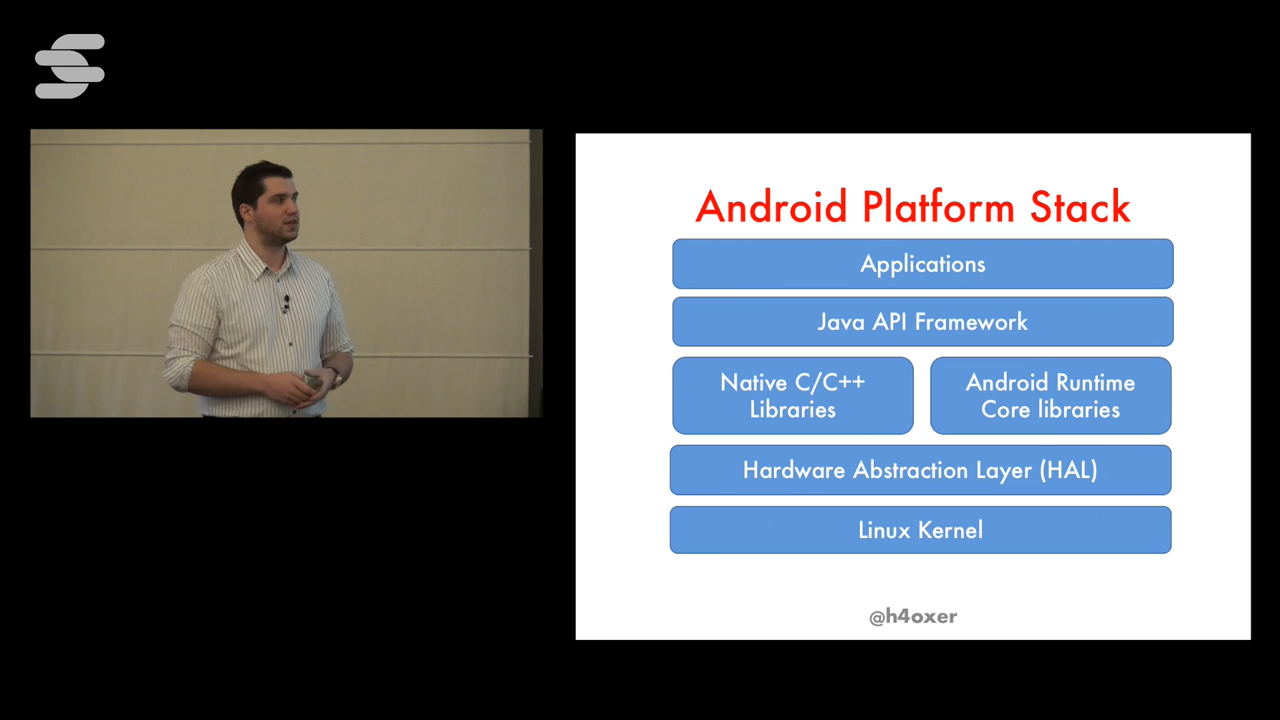 Android Platform Stack
Applications
Java API Framework
Native C/C++
Libraries
Android Runtime
Core libraries
Hardware Abstraction Layer (HAL)
Linux Kernel
@h4oxer